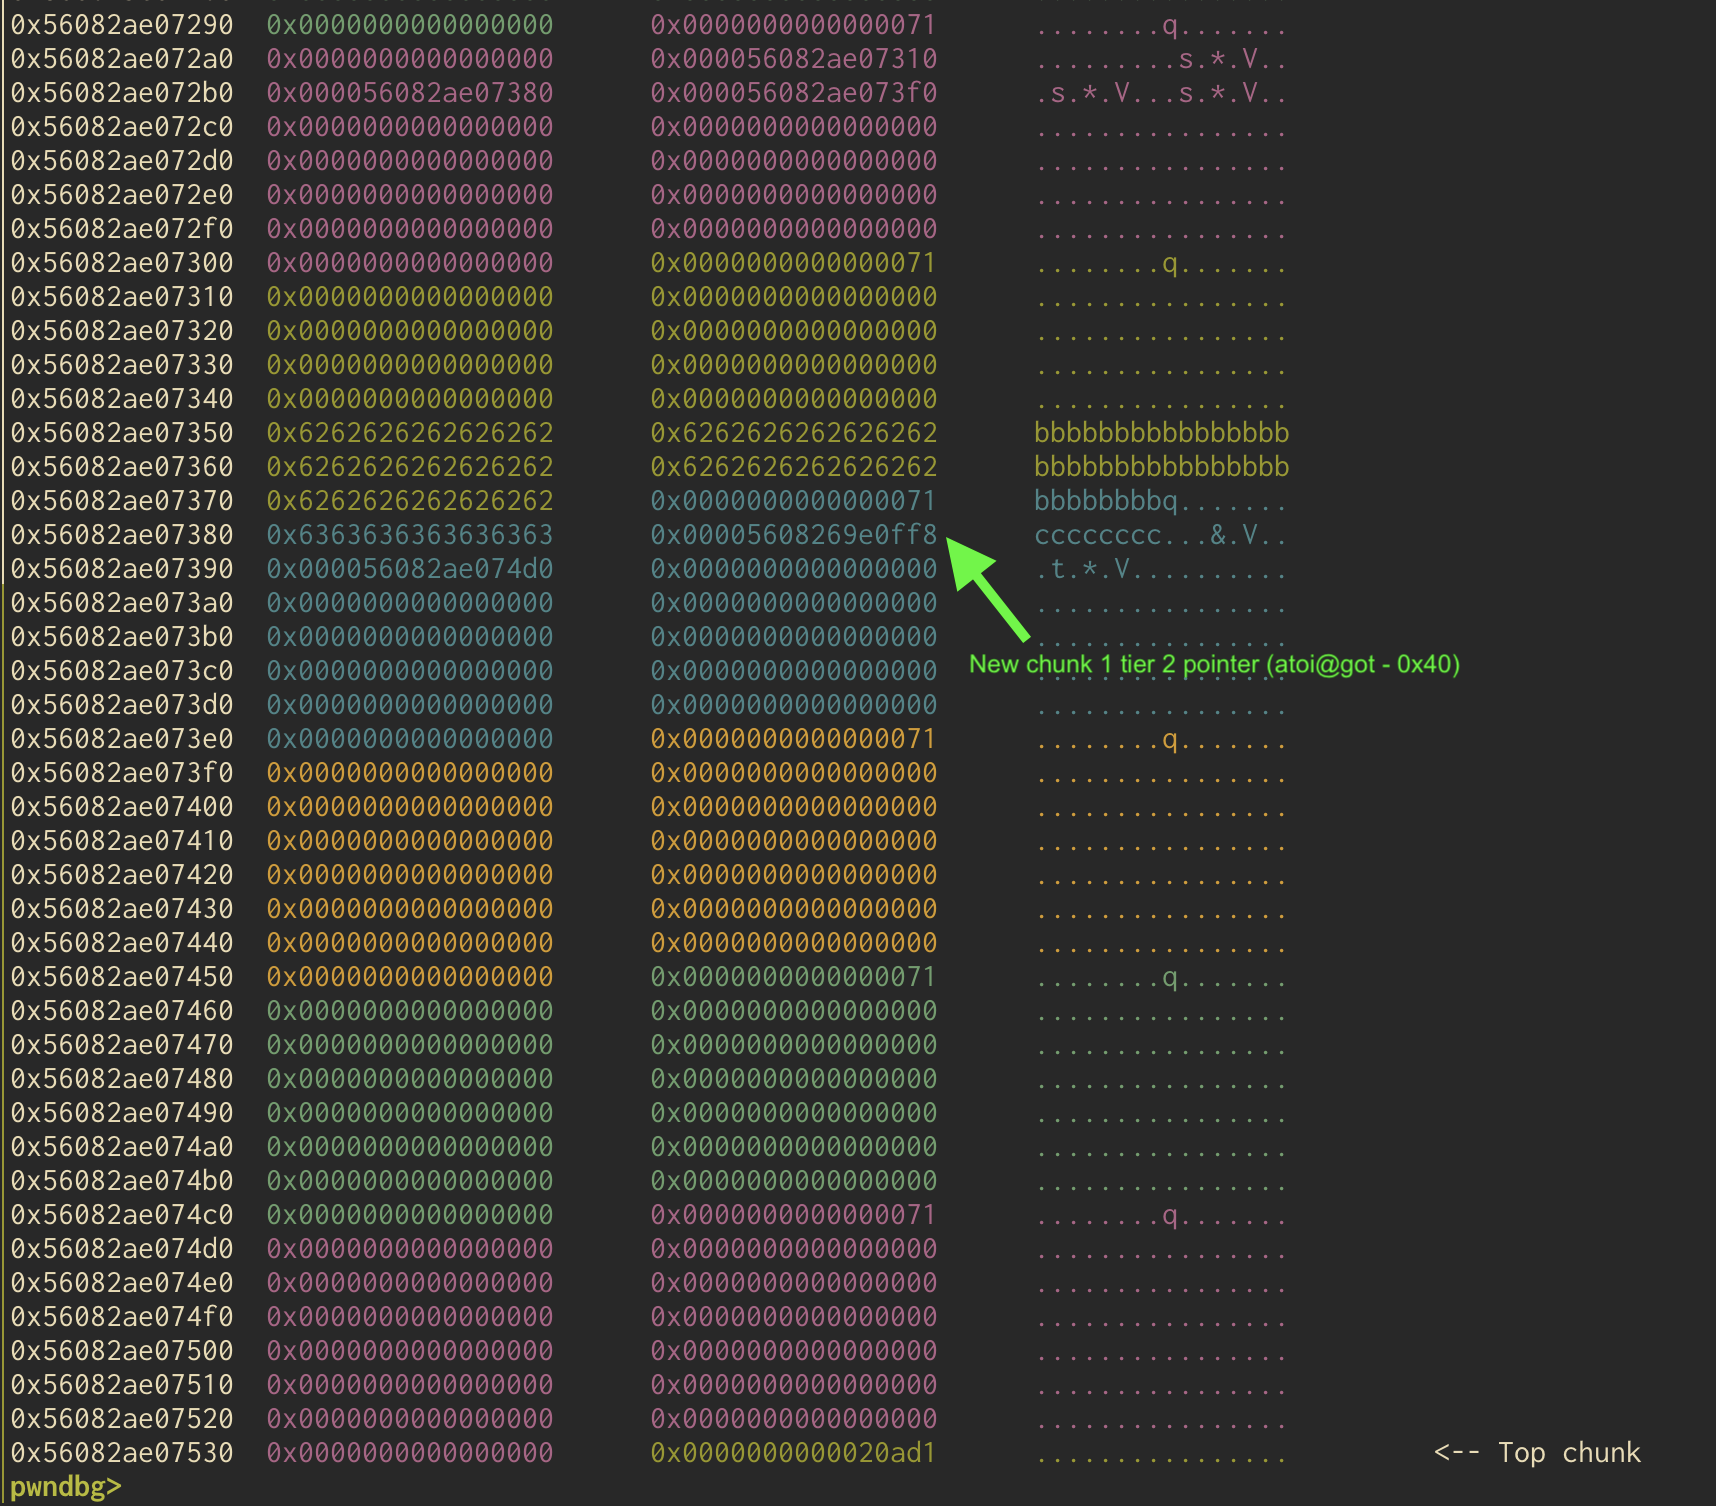 0x56082ae07290 0x0000000000000000 0x0000000000000071 ........q.......
0x56082ae072a0 0x0000000000000000 0x000056082ae07310 .........s.*.V..
0x56082ae072b0 0x000056082ae07380 0x000056082ae073f0 .s.*.V...s.*.V..
0x56082ae072c0 0x0000000000000000 0x0000000000000000 ................
0x56082ae072d0 0x0000000000000000 0x0000000000000000 ................
0x56082ae072e0 0x0000000000000000 0x0000000000000000 ................
0x56082ae072f0 0x0000000000000000 0x0000000000000000 ................
0x56082ae07300 0x0000000000000000 0x0000000000000071 ........q.......
0x56082ae07310 0x0000000000000000 0x0000000000000000 ................
0x56082ae07320 0x0000000000000000 0x0000000000000000 ................
0x56082ae07330 0x0000000000000000 0x0000000000000000 ................
0x56082ae07340 0x0000000000000000 0x0000000000000000 ................
0x56082ae07350 0x6262626262626262 0x6262626262626262 bbbbbbbbbbbbbbbb
0x56082ae07360 0x6262626262626262 0x6262626262626262 bbbbbbbbbbbbbbbb
0x56082ae07370 0x6262626262626262 0x0000000000000071 bbbbbbbbq.......
0x56082ae07380 0x6363636363636363 0x00005608269e0ff8 cccccccc...&.V..
0x56082ae07390 0x000056082ae074d0 0x0000000000000000 .t.*.V..........
0x56082ae073a0 0x0000000000000000 0x0000000000000000 ................
0x56082ae073b0 0x0000000000000000 0x0000000000000000 ................
New chunk 1 tier 2 pointer (atoi@got - 0x40)
0x56082ae073c0 0x0000000000000000 0x0000000000000000 ................
0x56082ae073d0 0x0000000000000000 0x0000000000000000 ................
0x56082ae073e0 0x0000000000000000 0x0000000000000071 ........q.......
0x56082ae073f0 0x0000000000000000 0x0000000000000000 ................
0x56082ae07400 0x0000000000000000 0x0000000000000000 ................
0x56082ae07410 0x0000000000000000 0x0000000000000000 ................
0x56082ae07420 0x0000000000000000 0x0000000000000000 ................
0x56082ae07430 0x0000000000000000 0x0000000000000000 ................
0x56082ae07440 0x0000000000000000 0x0000000000000000 ................
0x56082ae07450 0x0000000000000000 0x0000000000000071 ........q.......
0x56082ae07460 0x0000000000000000 0x0000000000000000 ................
0x56082ae07470 0x0000000000000000 0x0000000000000000 ................
0x56082ae07480 0x0000000000000000 0x0000000000000000 ................
0x56082ae07490 0x0000000000000000 0x0000000000000000 ................
0x56082ae074a0 0x0000000000000000 0x0000000000000000 ................
0x56082ae074b0 0x0000000000000000 0x0000000000000000 ................
0x56082ae074c0 0x0000000000000000 0x0000000000000071 ........q.......
0x56082ae074d0 0x0000000000000000 0x0000000000000000 ................
0x56082ae074e0 0x0000000000000000 0x0000000000000000 ................
0x56082ae074f0 0x0000000000000000 0x0000000000000000 ................
0x56082ae07500 0x0000000000000000 0x0000000000000000 ................
0x56082ae07510 0x0000000000000000 0x0000000000000000 ................
0x56082ae07520 0x0000000000000000 0x0000000000000000 ................
0x56082ae07530 0x0000000000000000 0x0000000000020ad1 ................ <-- Top chunk
pwndbg>